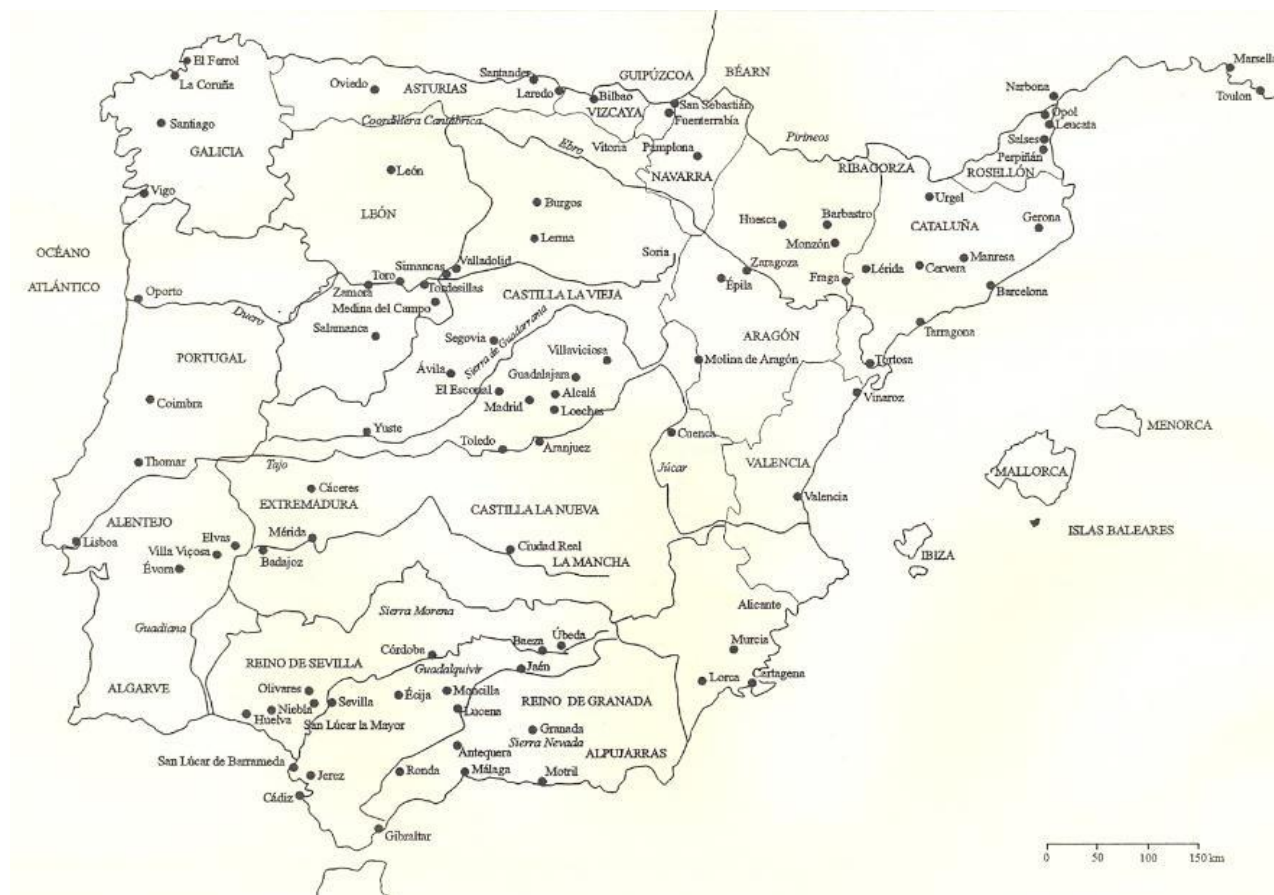 El Ferrol
La Coruña
Santiago
GALICIA
Vigo
Oviedo
ASTURIAS
Cordillera Cantábrica
Santander
Laredo
Bilbao
VIZCAYA
GUIPÚZCOA
BÉARN
San Sebastián
Fuenterrabía
Vitoria
Pamplona
NAVARRA
Ebro
Pirineos
RIBAGORZA
Marsella
Toulon
Narbona
Opol
Leucata
Salses
Perpiñán
ROSELLÓN
León
LEÓN
Burgos
Lerma
Soria
Huesca
Barbastro
Monzón
Urgel
CATALUÑA
Gerona
OCÉANO
ATLÁNTICO
Oporto
Duero
Zamora
Toro
Simancas
Valladolid
Tordesillas
Medina del Campo
CASTILLA LA VIEJA
Zaragoza
Épila
Fraga
Lérida
Cervera
Manresa
Barcelona
Tarragona
Salamanca
Segovia
Sierra de Guadarrama
ARAGÓN
PORTUGAL
Ávila
Villaviciosa
Guadalajara
Molina de Aragón
Tortosa
Vinaroz
El Escorial
Alcalá
Madrid
Loeches
Coimbra
Yuste
Toledo
Aranjuez
Cuenca
MENORCA
Thomar
Tajo
Júcar
VALENCIA
MALLORCA
Cáceres
EXTREMADURA
CASTILLA LA NUEVA
Valencia
ALENTEJO
Lisboa
Elvas
Villa Viçosa
Évora
Mérida
Badajoz
Ciudad Real
LA MANCHA
ISLAS BALEARES
IBIZA
Guadiana
Sierra Morena
Alicante
Córdoba
Baeza
Úbeda
Murcia
REINO DE SEVILLA
Guadalquivir
Jaén
Lorca
Cartagena
ALGARVE
Olivares
Niebla
Sevilla
Écija
Moncilla
REINO DE GRANADA
Huelva
San Lúcar la Mayor
Lucena
Granada
Sierra Nevada
ALPUJARRAS
San Lúcar de Barrameda
Jerez
Ronda
Antequera
Málaga
Motril
Cádiz
Gibraltar
0 50 100 150 km